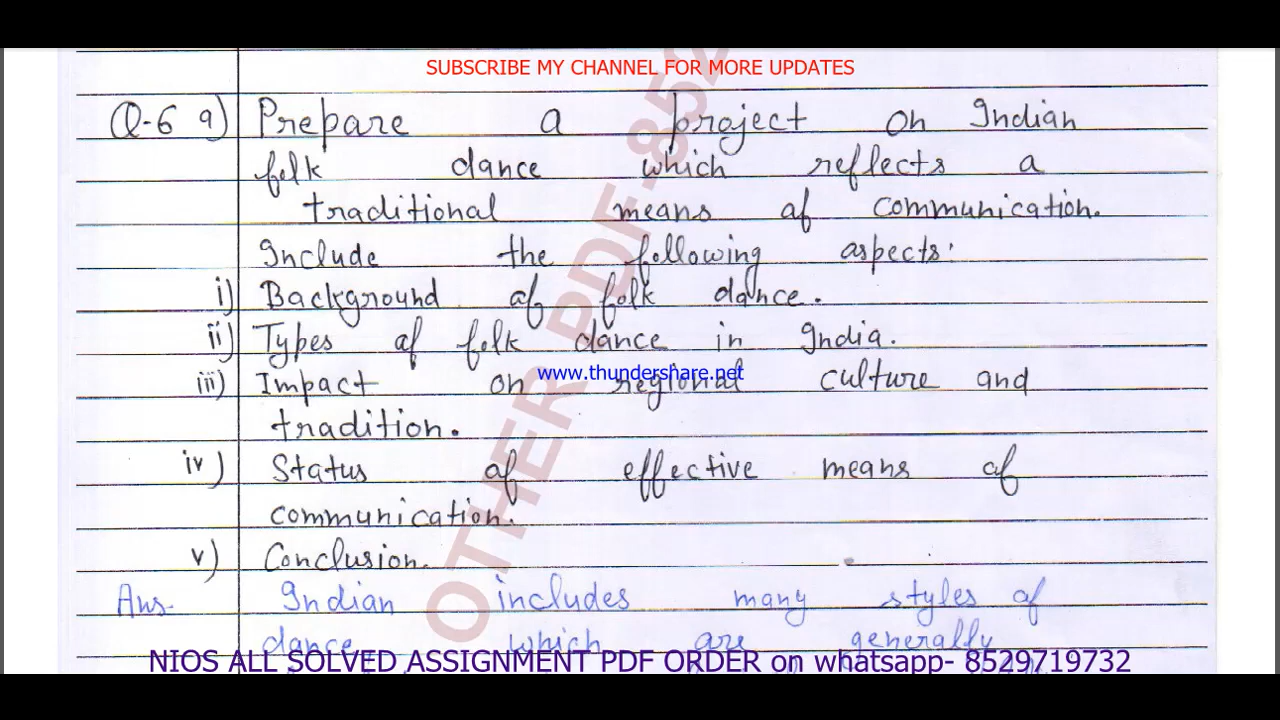 SUBSCRIBE MY CHANNEL FOR MORE UPDATES
Q-6 a) Prepare a project on Indian
folk dance which reflects a
traditional means of communication.
Include the following aspects:
i) Background of folk dance.
ii) Types of folk dance in India.
www.thundershare.net
iii) Impact on regional culture and
tradition.
iv) Status of effective means of
communication.
v) Conclusion.
Ans- Indian includes many styles of
dance which are generally
NIOS ALL SOLVED ASSIGNMENT PDF ORDER on whatsapp- 8529719732
OTHER PDF-852